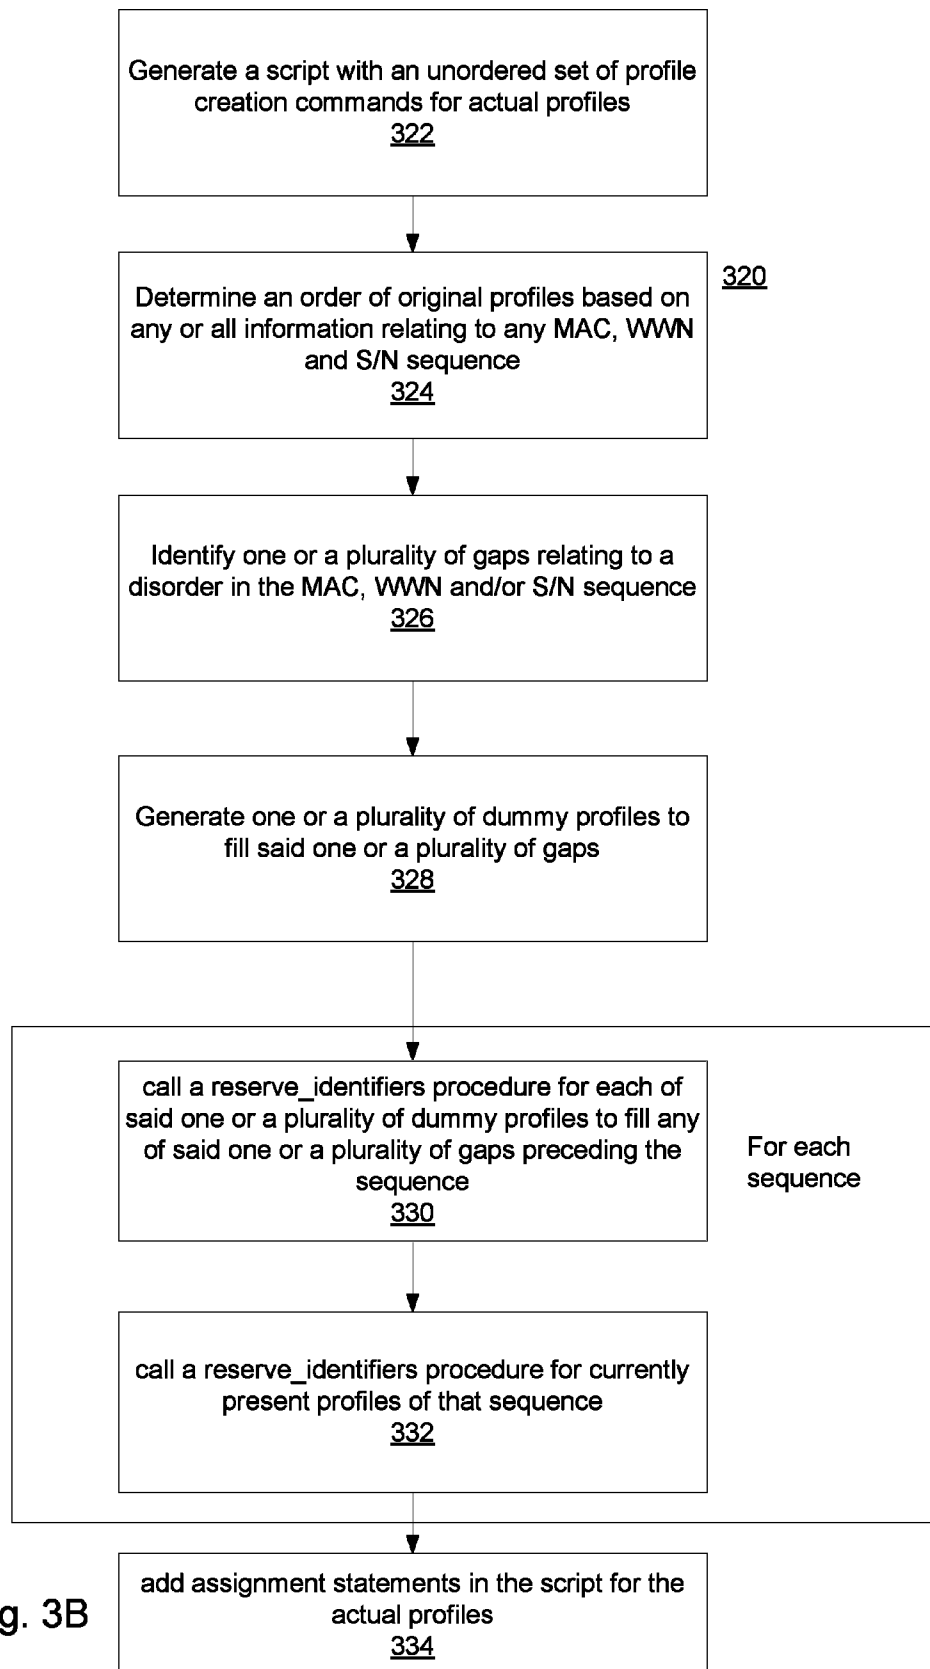 Generate a script with an unordered set of profile
creation commands for actual profiles
322
320
Determine an order of original profiles based on
any or all information relating to any MAC, WWN
and S/N sequence
324
Identify one or a plurality of gaps relating to a
disorder in the MAC, WWN and/or S/N sequence
326
Generate one or a plurality of dummy profiles to
fill said one or a plurality of gaps
328
call a reserve_identifiers procedure for each of
said one or a plurality of dummy profiles to fill any
of said one or a plurality of gaps preceding the
sequence
330
For each
sequence
call a reserve_identifiers procedure for currently
present profiles of that sequence
332
add assignment statements in the script for the
actual profiles
334
g. 3B